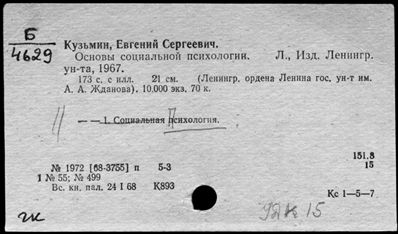 Б
4629
Кузьмин, Евгений Сергеевич.
Основы социальной психологии. Л., Изд. Ленингр.
ун-та, 1967.
173 с. с илл. 21 см. (Ленингр. ордена Ленина гос. ун-т им.
А. А. Жданова). 10.000 экз. 70 к.
— — 1. Социальная психология.
151.8
№ 1972 [68-3755] п 5-3 15
1 № 55; № 499
Вс. кн. пал. 24 I 68 К893 Кс 1—5—7
15